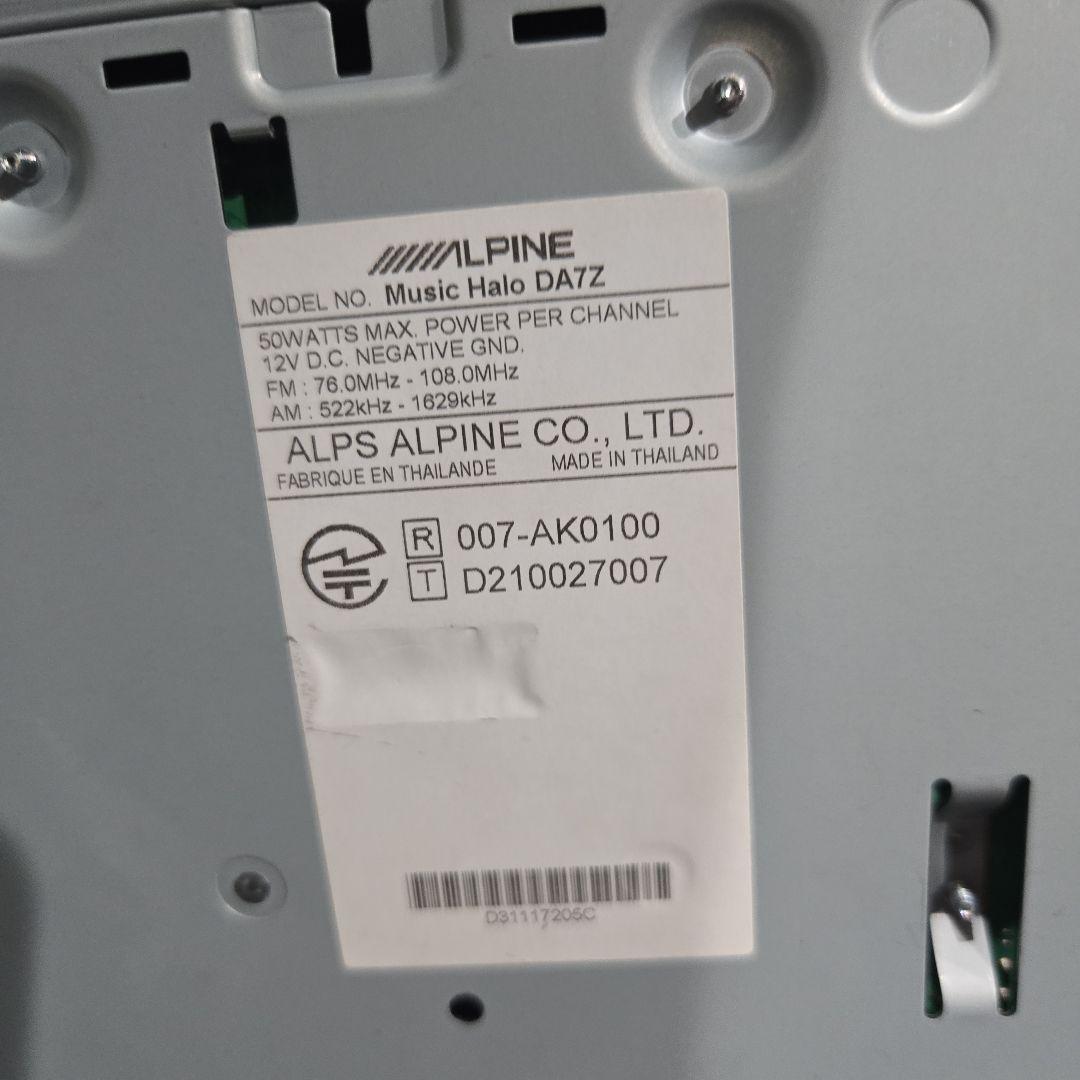 ALPINE
MODEL NO. Music Halo DA7Z
50WATTS MAX. POWER PER CHANNEL
12V D.C. NEGATIVE GND.
FM : 76.0MHz - 108.0MHz
AM : 522kHz - 1629kHz
ALPS ALPINE CO., LTD.
FABRIQUE EN THAILANDE MADE IN THAILAND
R 007-AK0100
T D210027007
D31117205C